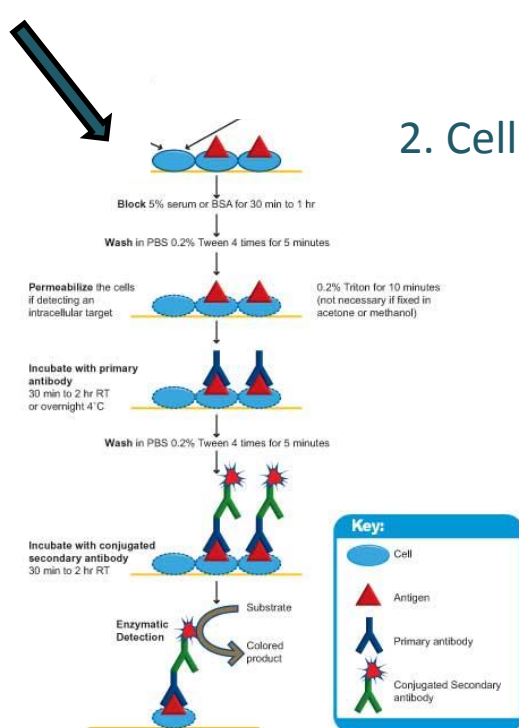 2. Cell
Block 5% serum or BSA for 30 min to 1 hr
Wash in PBS 0.2% Tween 4 times for 5 minutes
Permeabilize the cells
if detecting an
intracellular target
0.2% Triton for 10 minutes
(not necessary if fixed in
acetone or methanol)
Incubate with primary
antibody
30 min to 2 hr RT
or overnight 4˚C
Wash in PBS 0.2% Tween 4 times for 5 minutes
Incubate with conjugated
secondary antibody
30 min to 2 hr RT
Enzymatic
Detection
Substrate
Colored
product
Key:
Cell
Antigen
Primary antibody
Conjugated Secondary
antibody